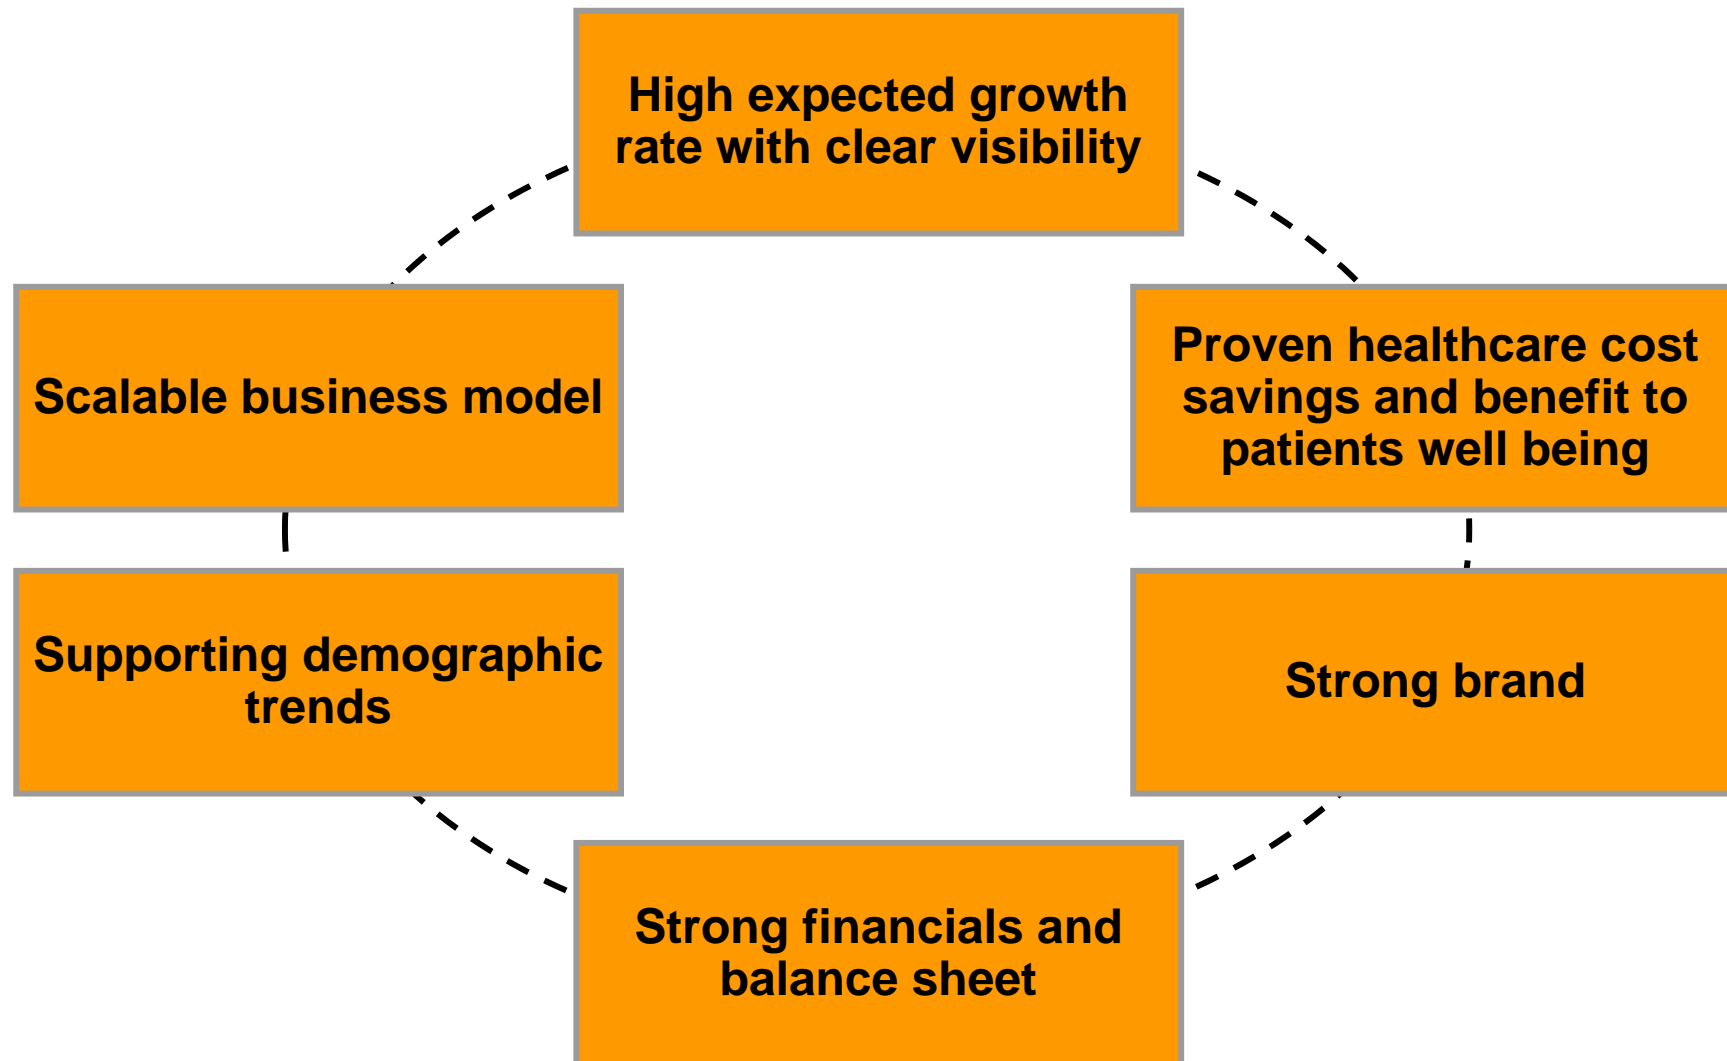 High expected growth
rate with clear visibility
Scalable business model
Proven healthcare cost
savings and benefit to
patients well being
Supporting demographic
trends
Strong brand
Strong financials and
balance sheet